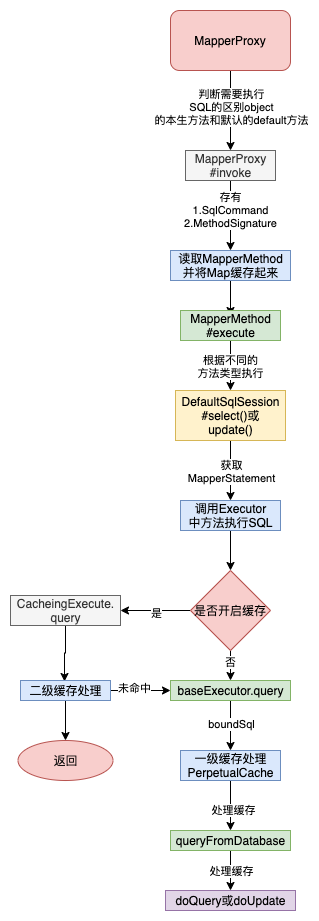 MapperProxy
判断需要执行
SQL的区别object
的本生方法和默认的default方法
MapperProxy
#invoke
存有
1.SqlCommand
2.MethodSignature
读取MapperMethod
并将Map缓存起来
MapperMethod
#execute
根据不同的
方法类型执行
DefaultSqlSession
#select()或
update()
获取
MapperStatement
调用Executor
中方法执行SQL
是否开启缓存
是
CacheingExecute.
query
否
二级缓存处理
未命中
baseExecutor.query
boundSql
返回
一级缓存处理
PerpetualCache
处理缓存
queryFromDatabase
处理缓存
doQuery或doUpdate